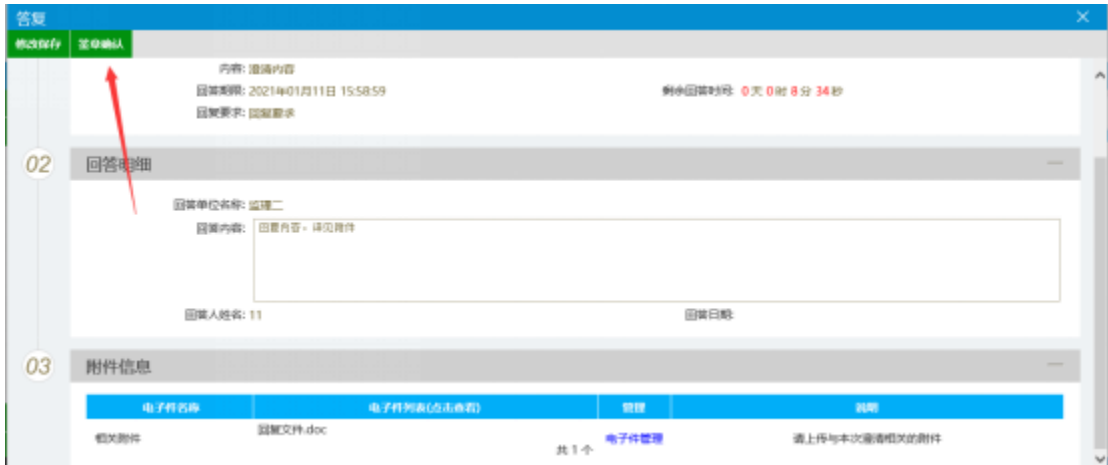 答复
修改保存 签章确认
内容: 澄清内容
回答期限: 2021年01月11日 15:58:59 剩余回答时间: 0 天 0 时 8 分 34 秒
回复要求: 回复要求
02 回答明细
回答单位名称: 监理二
回答内容: 回复内容,详见附件
回答人姓名: 11 回答日期:
03 附件信息
电子件名称 电子件列表(点击查看) 管理 说明
相关附件 回复文件.doc 共 1 个 电子件管理 请上传与本次澄清相关的附件